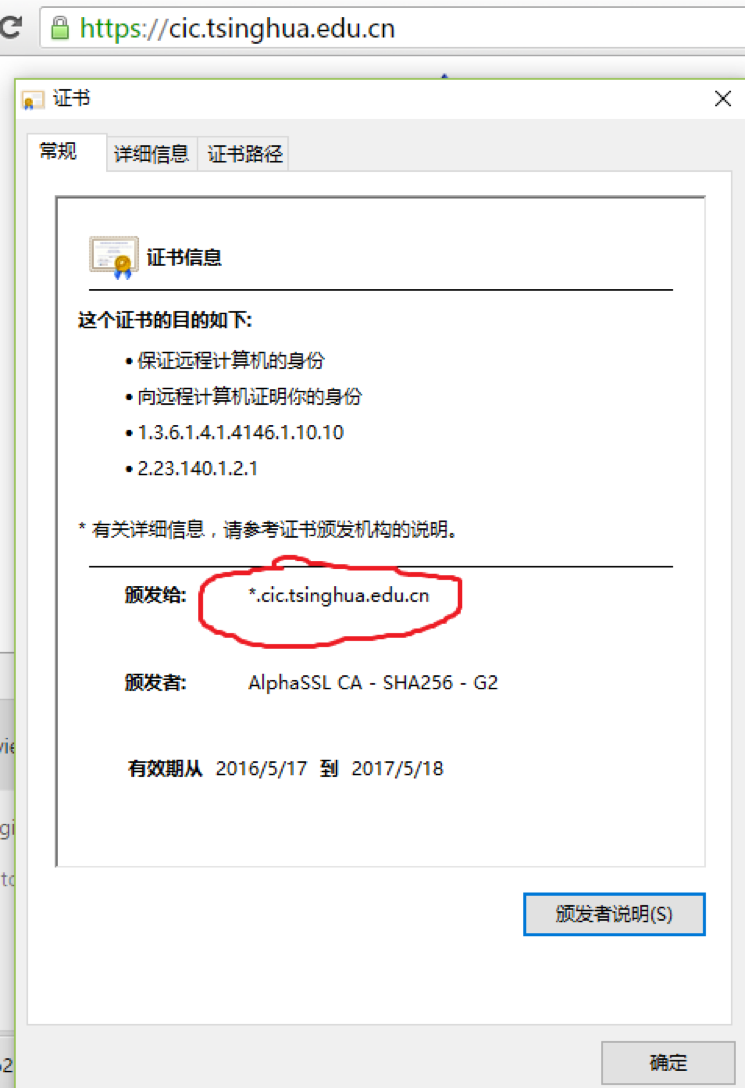 https://cic.tsinghua.edu.cn
证书
常规 详细信息 证书路径
证书信息
这个证书的目的如下:
• 保证远程计算机的身份
• 向远程计算机证明你的身份
• 1.3.6.1.4.1.4146.1.10.10
• 2.23.140.1.2.1
* 有关详细信息，请参考证书颁发机构的说明。
颁发给: *.cic.tsinghua.edu.cn
颁发者: AlphaSSL CA - SHA256 - G2
有效期从 2016/5/17 到 2017/5/18
颁发者说明(S)
确定